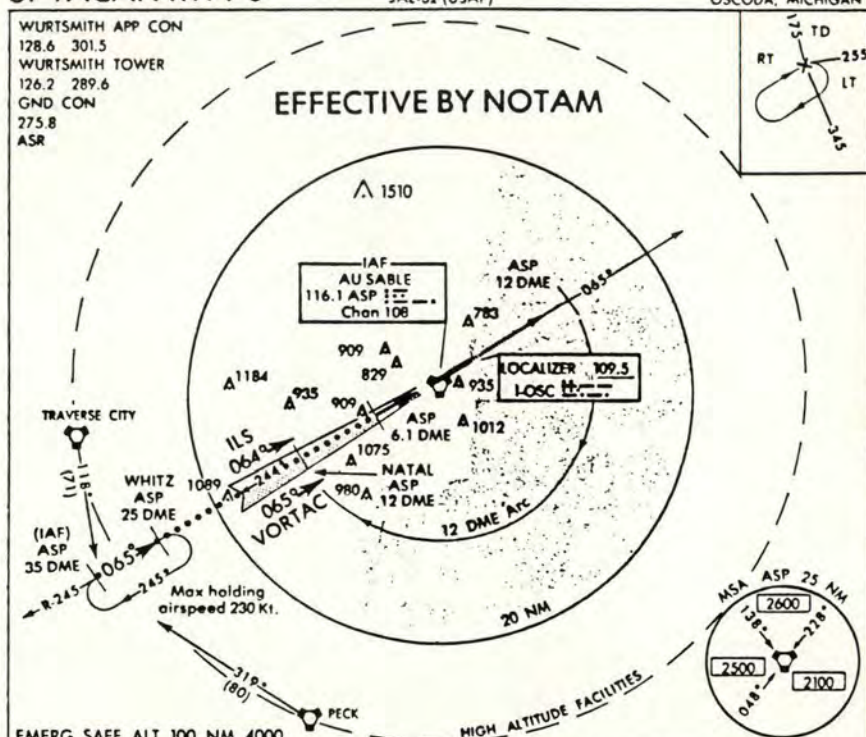 JAL-82 (USAF)
OSCODA, MICHIGAN
WURTSMITH APP CON
128.6 301.5
WURTSMITH TOWER
126.2 289.6
GND CON
275.8
ASR
EFFECTIVE BY NOTAM
175
TD
RT
255
LT
345
1510
IAF
AU SABLE
116.1 ASP
Chan 108
ASP
12 DME
065°
783
909
829
LOCALIZER 109.5
I-OSC
935
1184
935
909
ASP
6.1 DME
1012
TRAVERSE CITY
118°
(71)
ILS
064°
1075
NATAL
ASP
12 DME
WHITZ
ASP
25 DME
1089
244°
065°
VORTAC
980
12 DME Arc
(IAF)
ASP
35 DME
065°
R-245
245°
Max holding
airspeed 230 Kt.
20 NM
MSA ASP 25 NM
2600
138°
228°
2500
2100
048°
319°
(80)
PECK
HIGH ALTITUDE FACILITIES
EMERG SAFE ALT 100 NM 4000